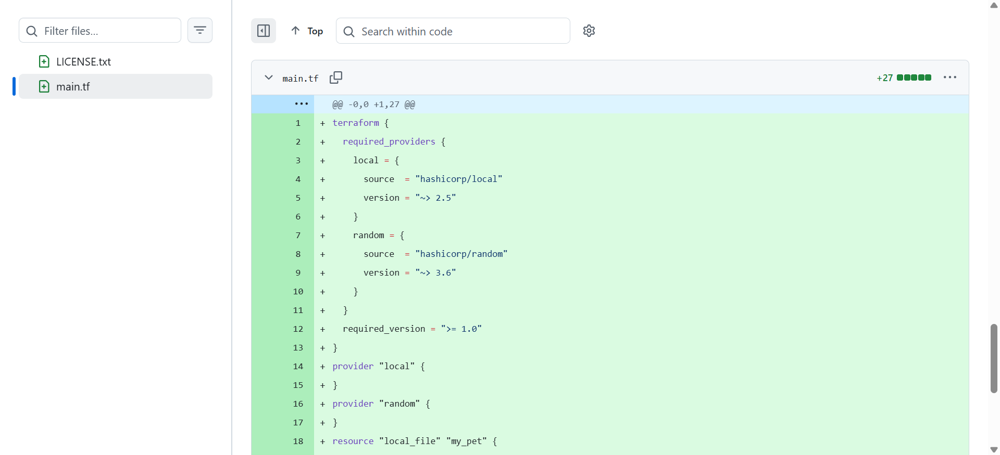 Filter files...
LICENSE.txt
main.tf
Top
Search within code
main.tf
+27
@@ -0,0 +1,27 @@
1 + terraform {
2 +   required_providers {
3 +     local = {
4 +       source  = "hashicorp/local"
5 +       version = "~> 2.5"
6 +     }
7 +     random = {
8 +       source  = "hashicorp/random"
9 +       version = "~> 3.6"
10 +     }
11 +   }
12 +   required_version = ">= 1.0"
13 + }
14 + provider "local" {
15 + }
16 + provider "random" {
17 + }
18 + resource "local_file" "my_pet" {